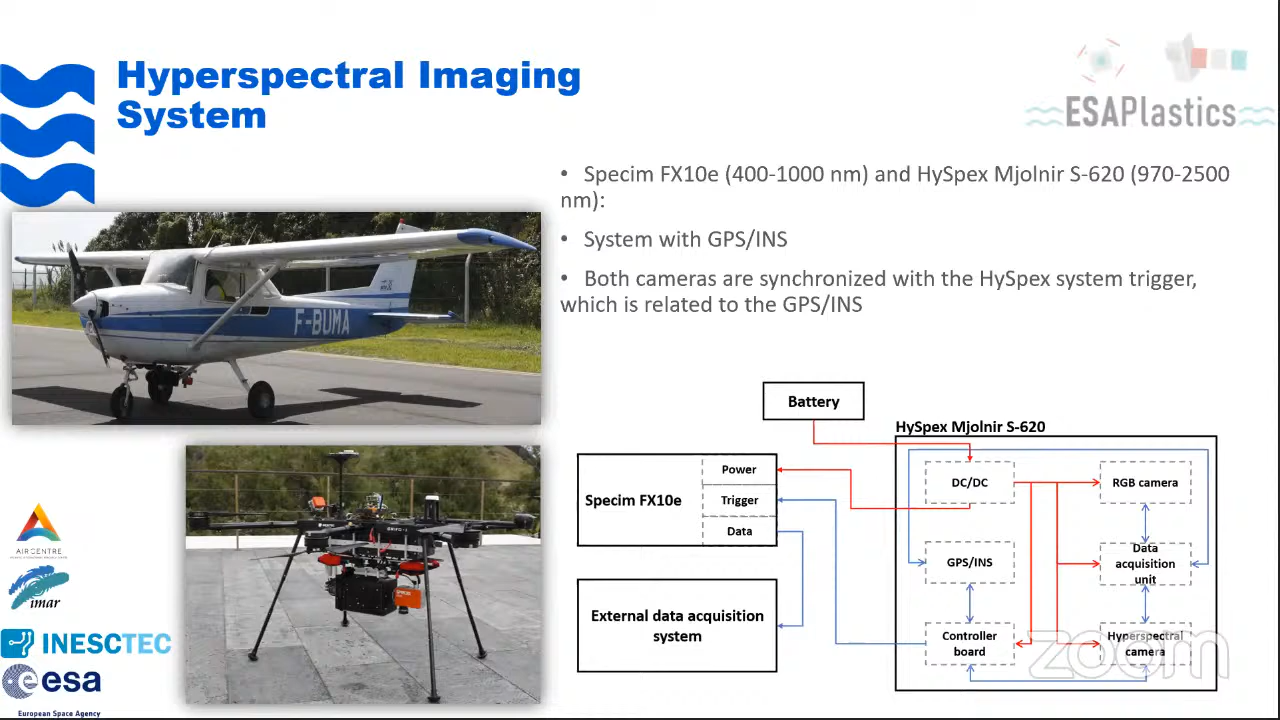 Hyperspectral Imaging
System
ESAPlastics
• Specim FX10e (400-1000 nm) and HySpex Mjolnir S-620 (970-2500
nm):
• System with GPS/INS
• Both cameras are synchronized with the HySpex system trigger,
which is related to the GPS/INS
F-BUMA
Battery
HySpex Mjolnir S-620
Specim FX10e
Power
Trigger
Data
External data acquisition
system
DC/DC
RGB camera
GPS/INS
Data
acquisition
unit
Controller
board
Hyperspectral
camera
zoom
INESCTEC
AIR CENTRE
imar
INESCTEC
esa
European Space Agency